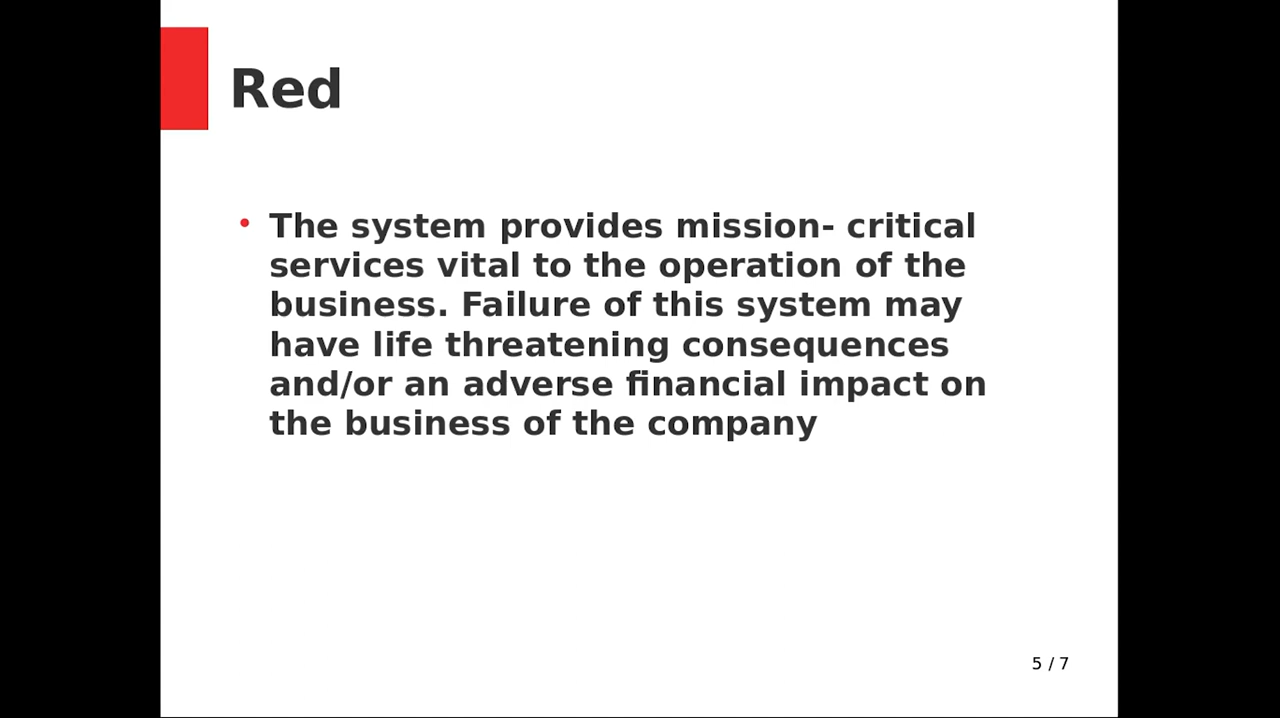 Red
• The system provides mission- critical
services vital to the operation of the
business. Failure of this system may
have life threatening consequences
and/or an adverse financial impact on
the business of the company
5 / 7